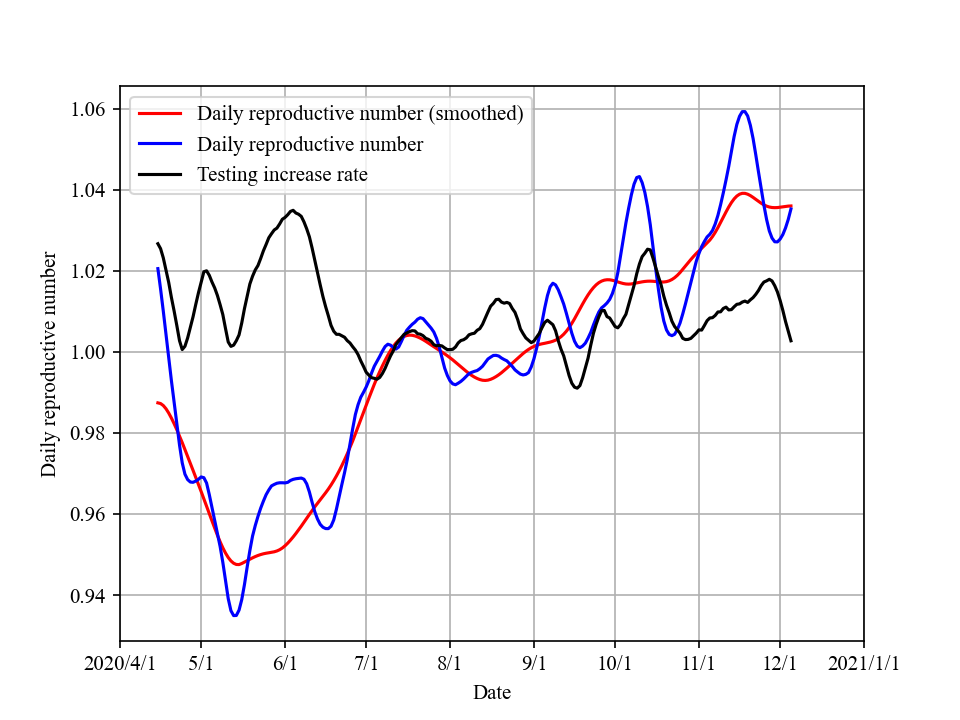 Daily reproductive number (smoothed)
Daily reproductive number
Testing increase rate
1.06
1.04
1.02
1.00
0.98
0.96
0.94
Daily reproductive number
2020/4/1 5/1 6/1 7/1 8/1 9/1 10/1 11/1 12/1 2021/1/1
Date